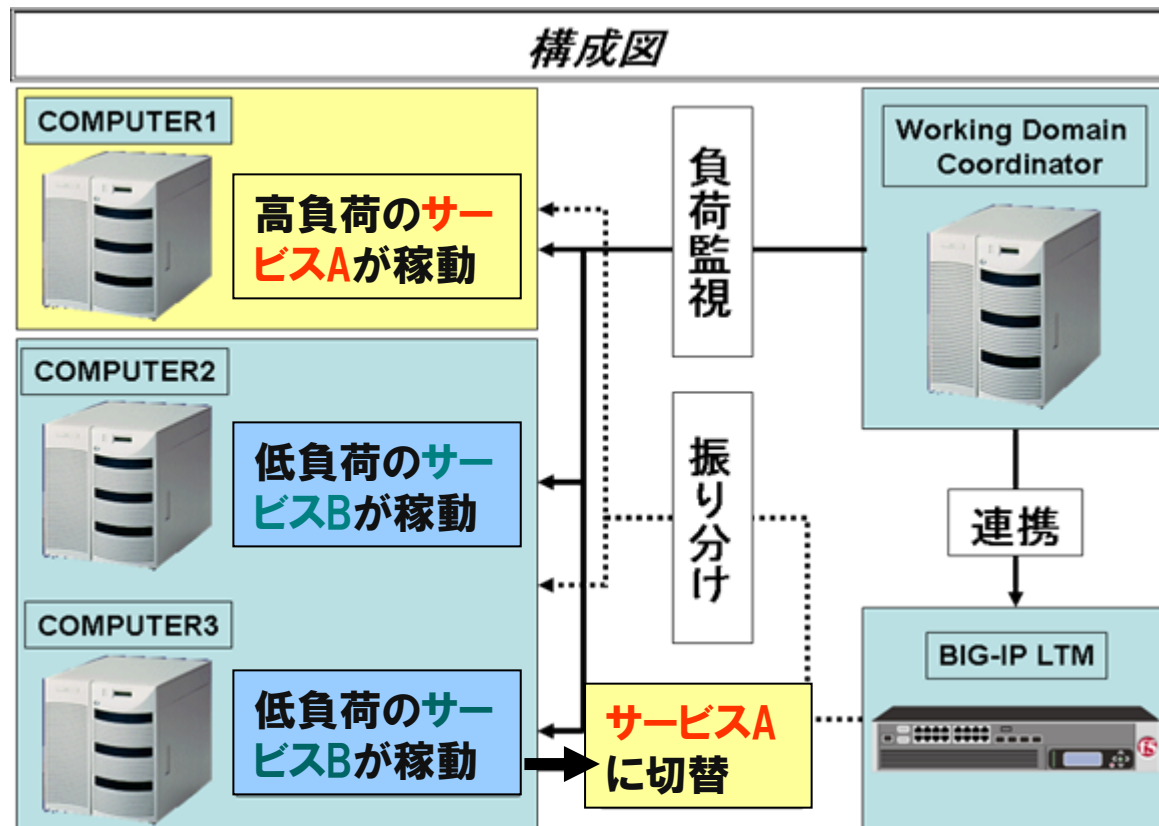 構成図
COMPUTER1
高負荷のサー
ビスAが稼動
COMPUTER2
低負荷のサー
ビスBが稼動
COMPUTER3
低負荷のサー
ビスBが稼動
サービスA
に切替
負荷監視
振り分け
Working Domain
Coordinator
連携
BIG-IP LTM
f5